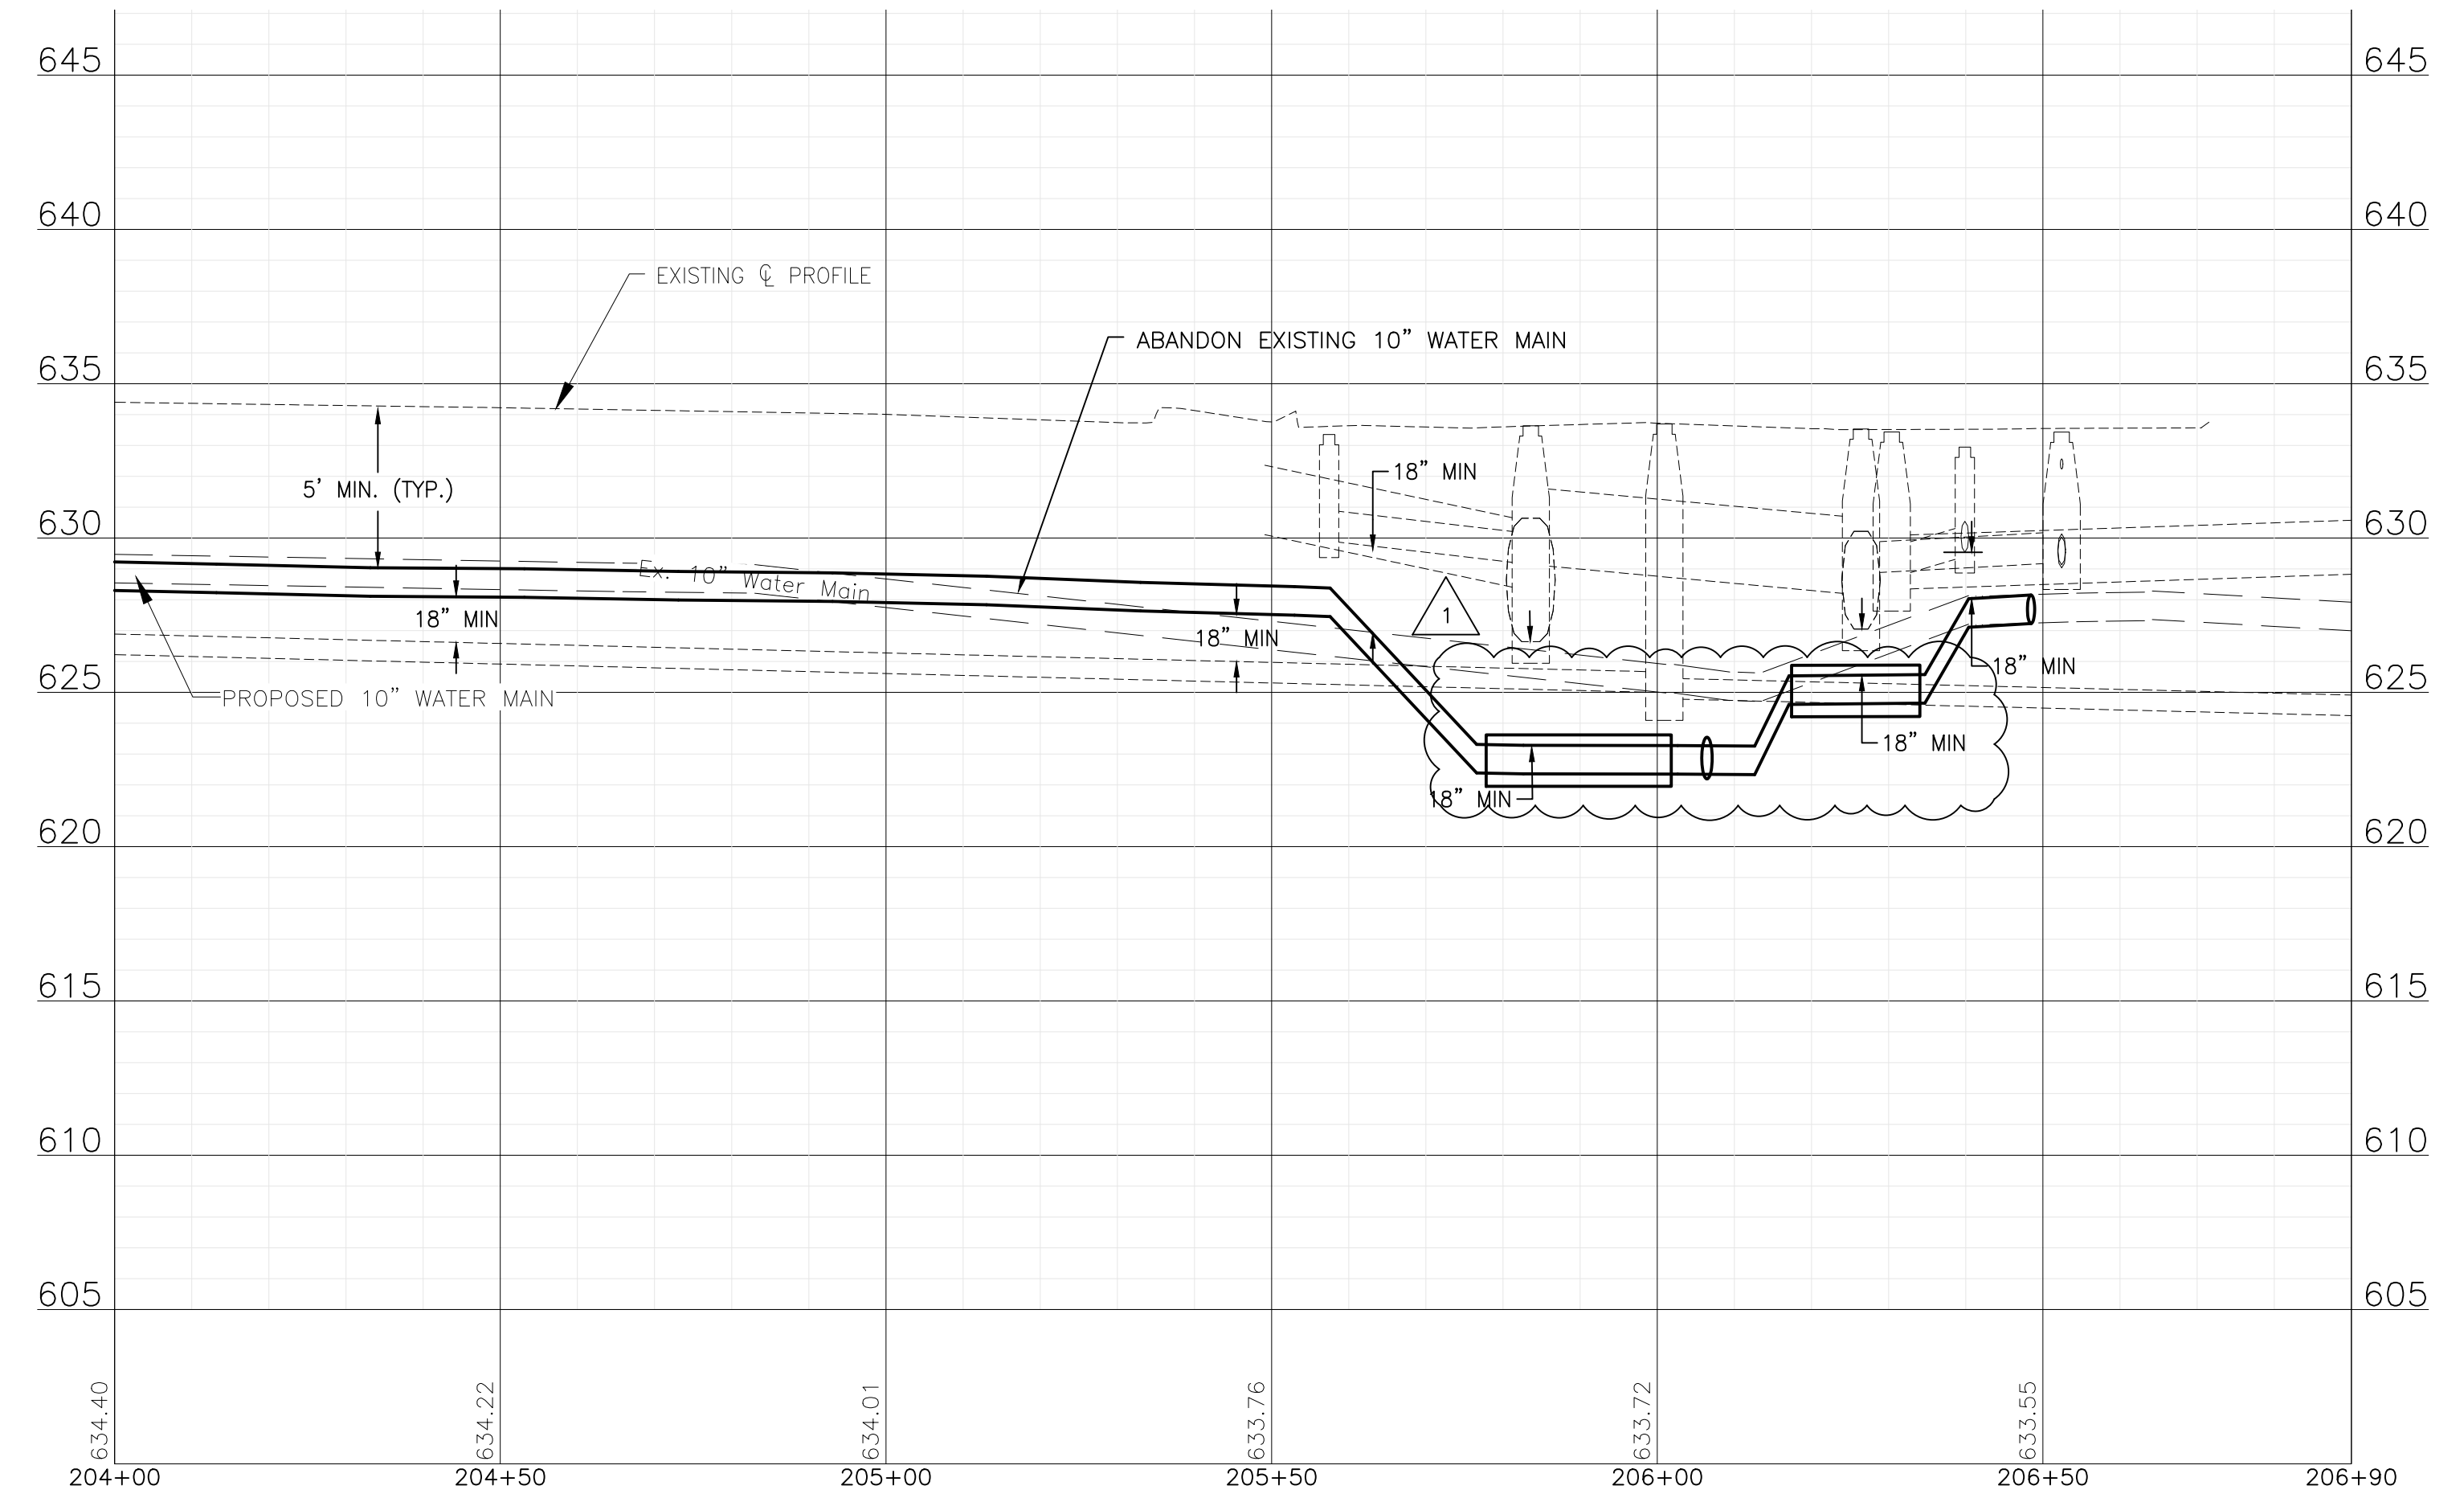 645 645
640 640
EXISTING ℄ PROFILE
ABANDON EXISTING 10" WATER MAIN
635 635
18" MIN
5' MIN. (TYP.)
630 630
Ex. 10" Water Main
18" MIN
1
18" MIN
18" MIN
625 625
PROPOSED 10" WATER MAIN
18" MIN
18" MIN
620 620
615 615
610 610
605 605
634.40
634.22
634.01
633.76
633.72
633.55
204+00 204+50 205+00 205+50 206+00 206+50 206+90